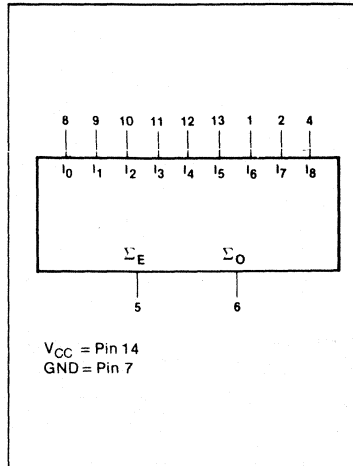 8 9 10 11 12 13 1 2 4
I0 I1 I2 I3 I4 I5 I6 I7 I8
ΣE ΣO
5 6
VCC = Pin 14
GND = Pin 7